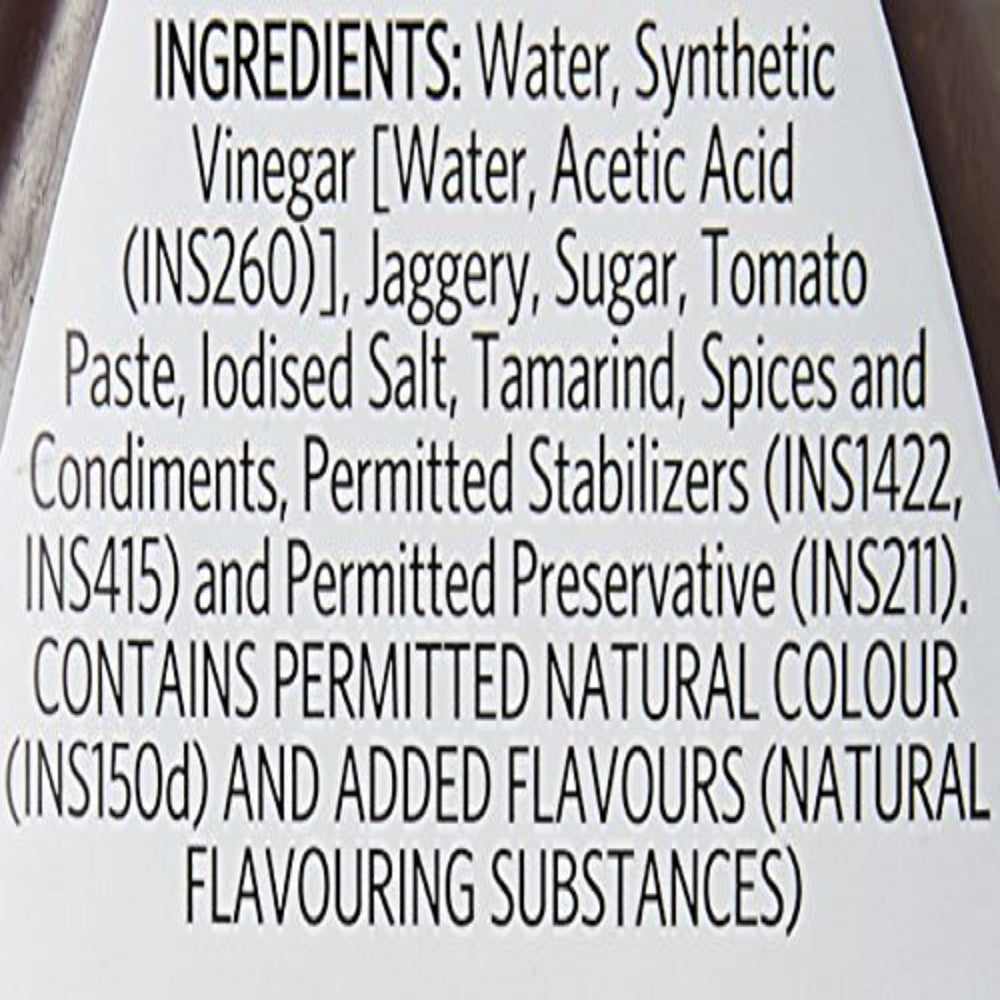 INGREDIENTS: Water, Synthetic
Vinegar [Water, Acetic Acid
(INS260)], Jaggery, Sugar, Tomato
Paste, Iodised Salt, Tamarind, Spices and
Condiments, Permitted Stabilizers (INS1422,
INS415) and Permitted Preservative (INS211).
CONTAINS PERMITTED NATURAL COLOUR
(INS150d) AND ADDED FLAVOURS (NATURAL
FLAVOURING SUBSTANCES)